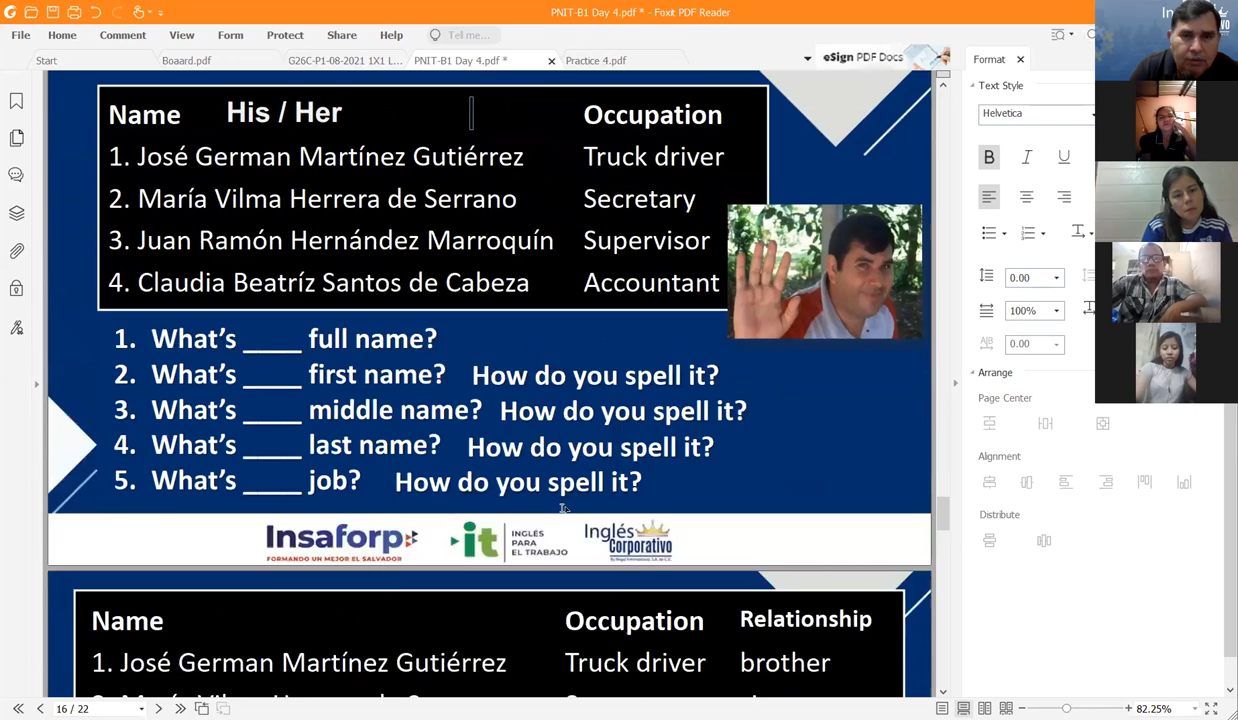 PNIT-B1 Day 4.pdf * - Foxit PDF Reader
File Home Comment View Form Protect Share Help Tell me...
Start Boaard.pdf G26C-P1-08-2021 1X1 L... PNIT-B1 Day 4.pdf * Practice 4.pdf eSign PDF Docs
Format
Text Style
Helvetica
B I U
0.00
100%
0.00
Arrange
Page Center
Alignment
Distribute
Name His / Her Occupation
1. José German Martínez Gutiérrez Truck driver
2. María Vilma Herrera de Serrano Secretary
3. Juan Ramón Hernández Marroquín Supervisor
4. Claudia Beatríz Santos de Cabeza Accountant
1. What's _____ full name?
2. What's _____ first name? How do you spell it?
3. What's _____ middle name? How do you spell it?
4. What's _____ last name? How do you spell it?
5. What's _____ job? How do you spell it?
Insaforp
FORMANDO UN MEJOR EL SALVADOR
it
INGLÉS
PARA
EL TRABAJO
Inglés
Corporativo
Name Occupation Relationship
1. José German Martínez Gutiérrez Truck driver brother
16 / 22
82.25%